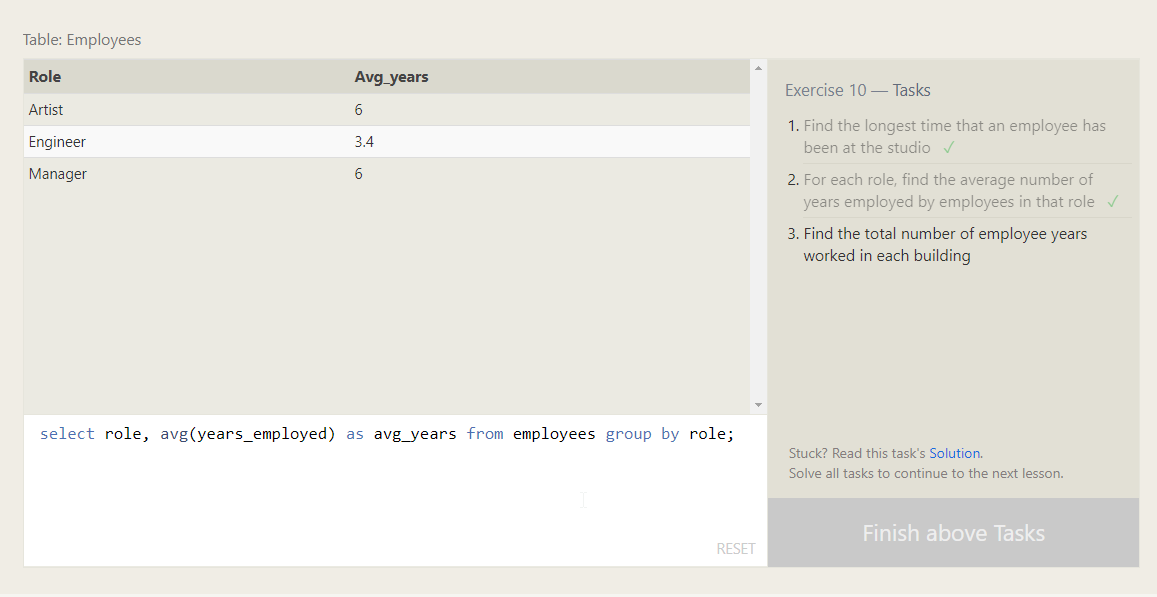 Table: Employees
Role Avg_years
Artist 6
Engineer 3.4
Manager 6
select role, avg(years_employed) as avg_years from employees group by role;
RESET
Exercise 10 — Tasks
1. Find the longest time that an employee has
been at the studio ✓
2. For each role, find the average number of
years employed by employees in that role ✓
3. Find the total number of employee years
worked in each building
Stuck? Read this task's Solution.
Solve all tasks to continue to the next lesson.
Finish above Tasks